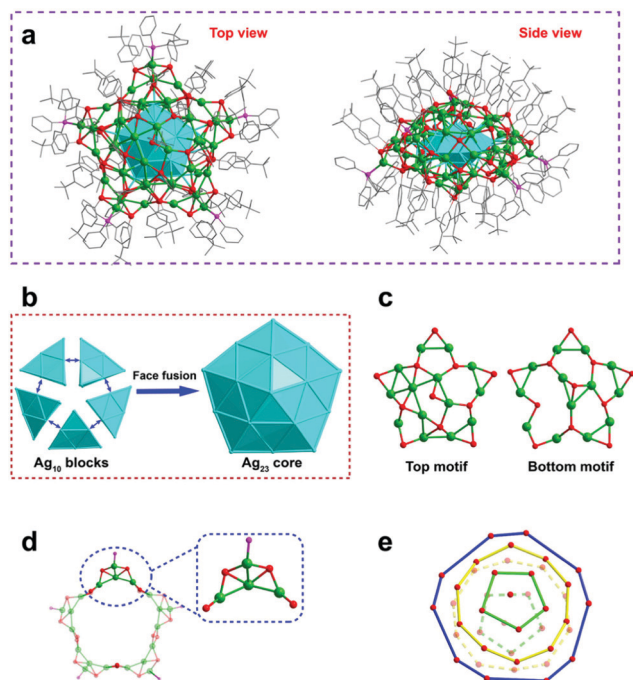 a
Top view
Side view
b
Face fusion
Ag₁₀ blocks
Ag₂₃ core
c
Top motif
Bottom motif
d
e